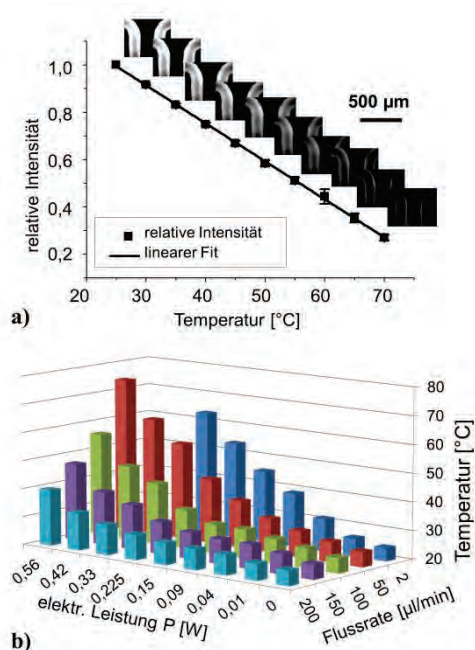 1,0
0,8
0,6
0,4
0,2
relative Intensität
500 µm
relative Intensität
linearer Fit
20 30 40 50 60 70
Temperatur [°C]
a)
80
70
60
50
40
30
20
Temperatur [°C]
0,56
0,42
0,33
0,225
0,15
0,09
0,04
0,01
0
elektr. Leistung P [W]
2
50
100
150
200
Flussrate [µl/min]
b)